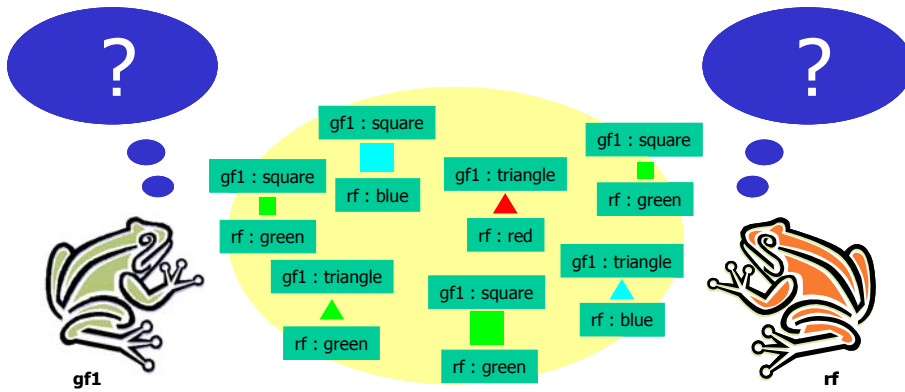 ?
?
gf1 : square
rf : blue
gf1 : square
rf : green
gf1 : triangle
rf : red
gf1 : square
rf : green
gf1 : triangle
rf : green
gf1 : square
rf : green
gf1 : triangle
rf : blue
gf1
rf